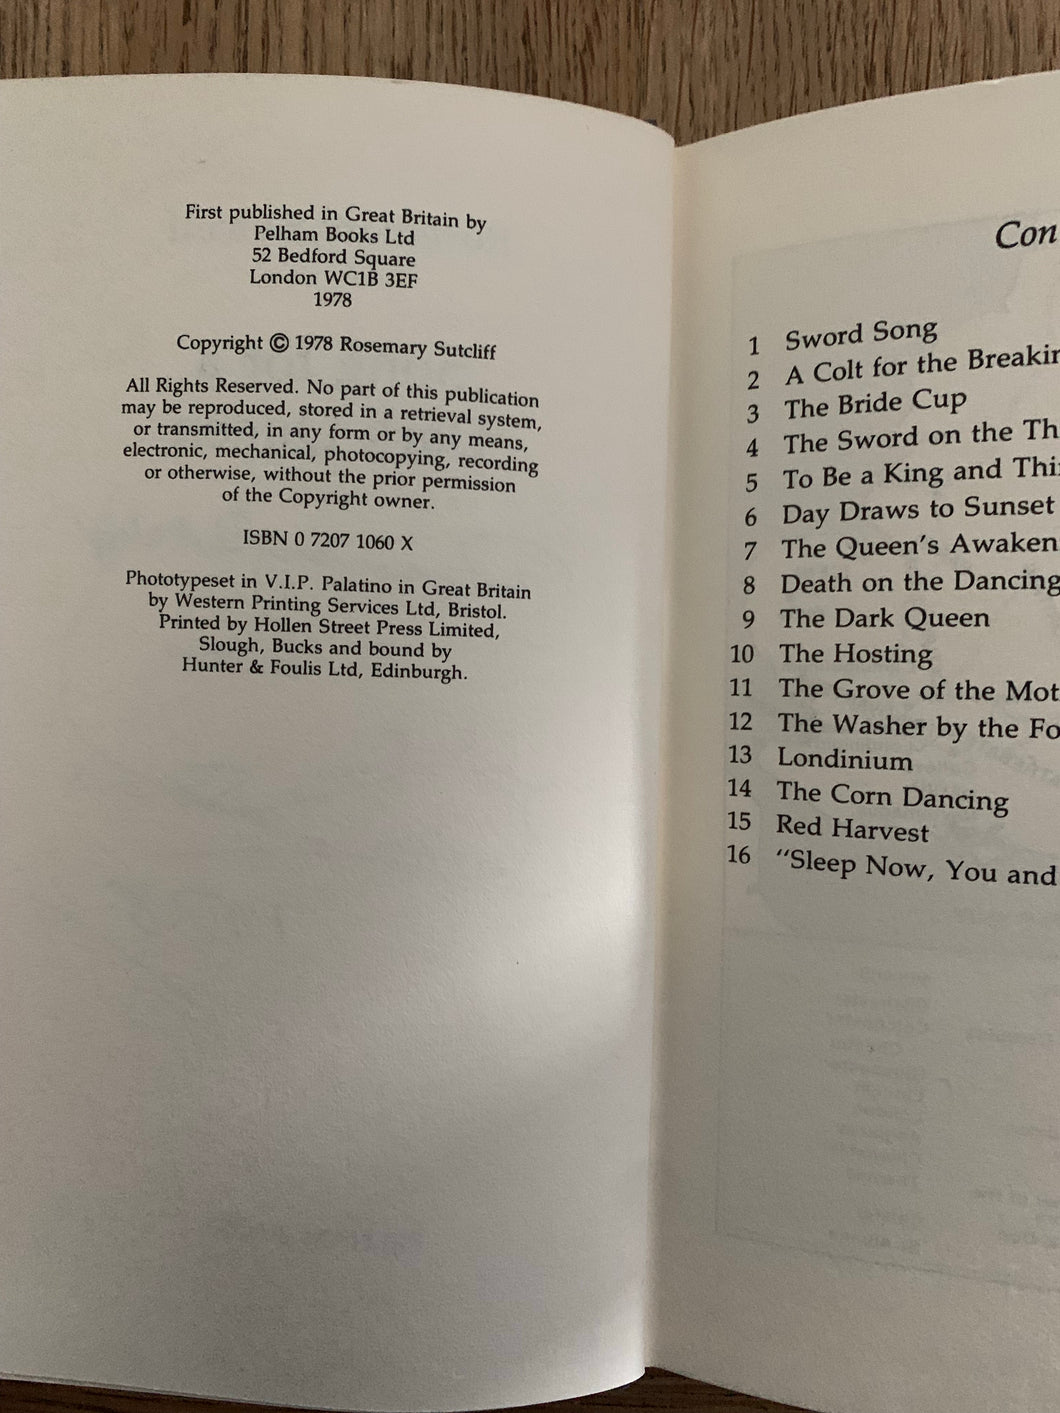 First published in Great Britain by
Pelham Books Ltd
52 Bedford Square
London WC1B 3EF
1978
Copyright © 1978 Rosemary Sutcliff
All Rights Reserved. No part of this publication
may be reproduced, stored in a retrieval system,
or transmitted, in any form or by any means,
electronic, mechanical, photocopying, recording
or otherwise, without the prior permission
of the Copyright owner.
ISBN 0 7207 1060 X
Phototypeset in V.I.P. Palatino in Great Britain
by Western Printing Services Ltd, Bristol.
Printed by Hollen Street Press Limited,
Slough, Bucks and bound by
Hunter & Foulis Ltd, Edinburgh.
Con
1 Sword Song
2 A Colt for the Breakin
3 The Bride Cup
4 The Sword on the Th
5 To Be a King and Thi
6 Day Draws to Sunset
7 The Queen's Awaken
8 Death on the Dancing
9 The Dark Queen
10 The Hosting
11 The Grove of the Mot
12 The Washer by the Fo
13 Londinium
14 The Corn Dancing
15 Red Harvest
16 "Sleep Now, You and